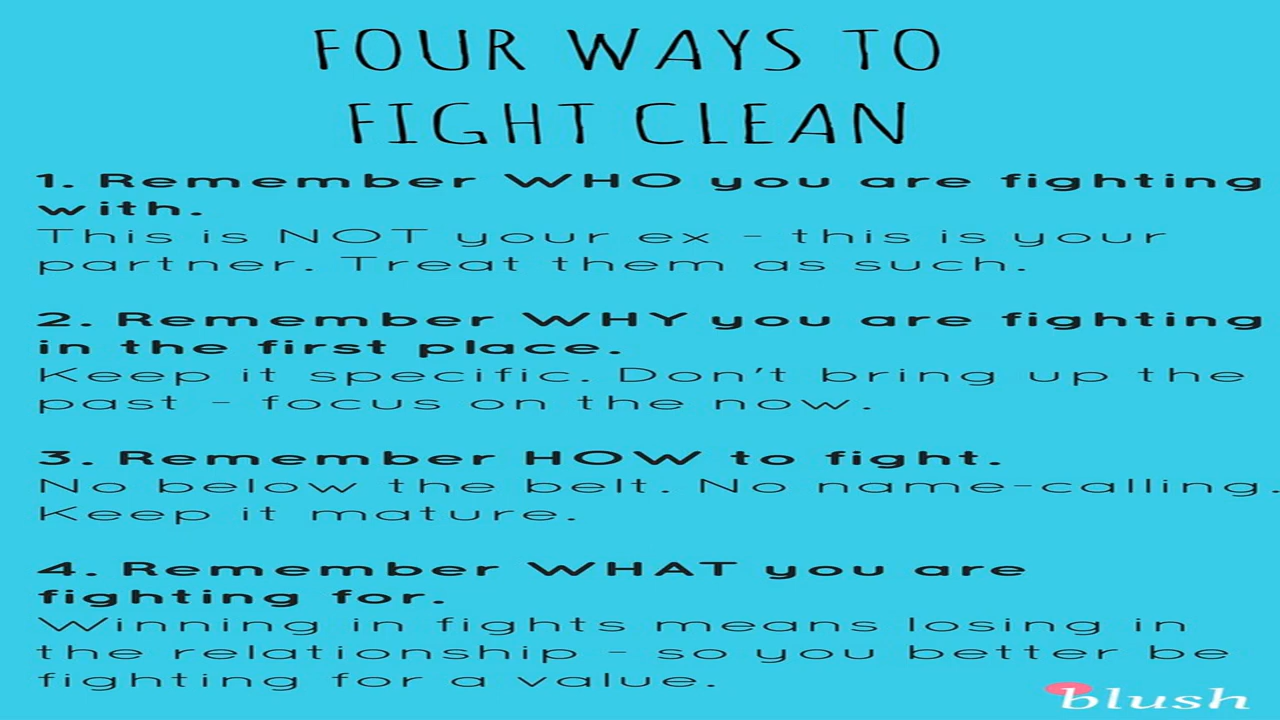 FOUR WAYS TO
FIGHT CLEAN
1. Remember WHO you are fighting
with.
This is NOT your ex - this is your
partner. Treat them as such.
2. Remember WHY you are fighting
in the first place.
Keep it specific. Don't bring up the
past - focus on the now.
3. Remember HOW to fight.
No below the belt. No name-calling.
Keep it mature.
4. Remember WHAT you are
fighting for.
Winning in fights means losing in
the relationship - so you better be
fighting for a value.
blush